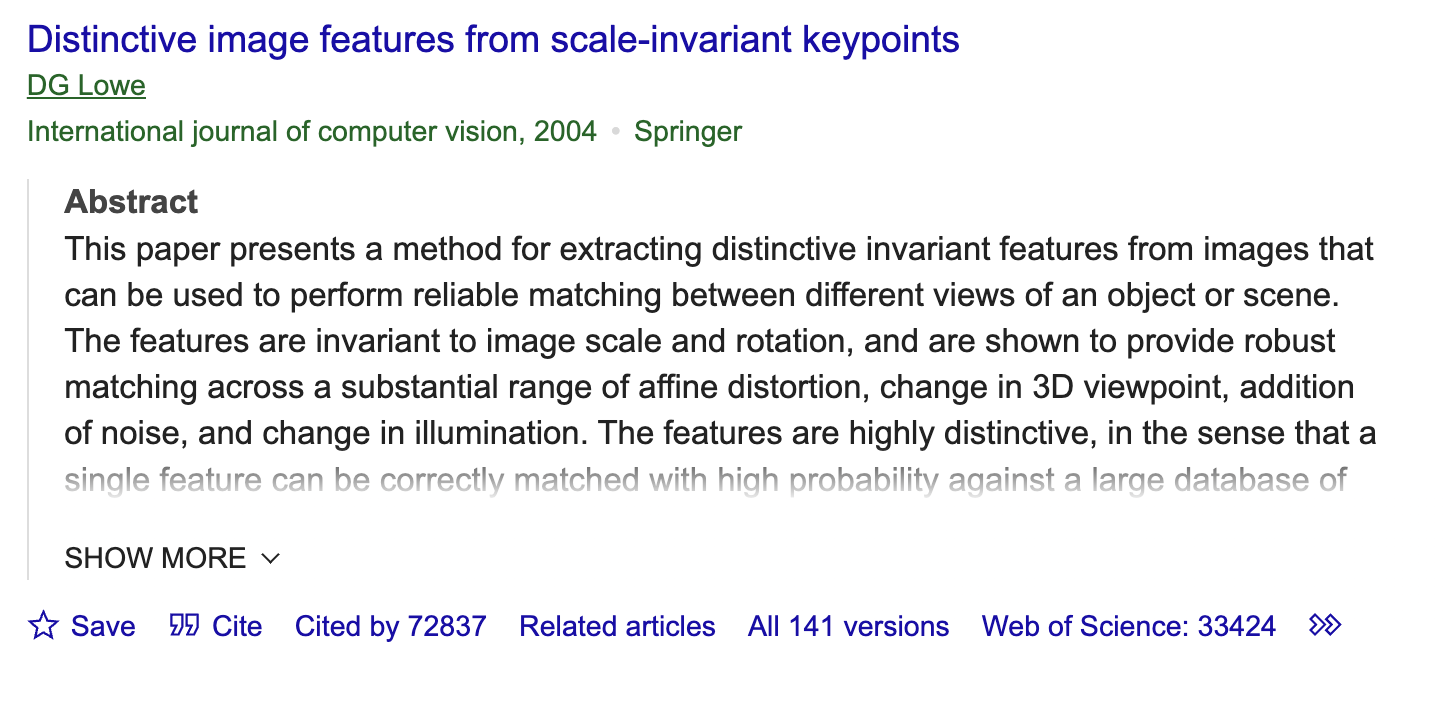 Distinctive image features from scale-invariant keypoints
DG Lowe
International journal of computer vision, 2004 • Springer
Abstract
This paper presents a method for extracting distinctive invariant features from images that
can be used to perform reliable matching between different views of an object or scene.
The features are invariant to image scale and rotation, and are shown to provide robust
matching across a substantial range of affine distortion, change in 3D viewpoint, addition
of noise, and change in illumination. The features are highly distinctive, in the sense that a
single feature can be correctly matched with high probability against a large database of
SHOW MORE
Save Cite Cited by 72837 Related articles All 141 versions Web of Science: 33424